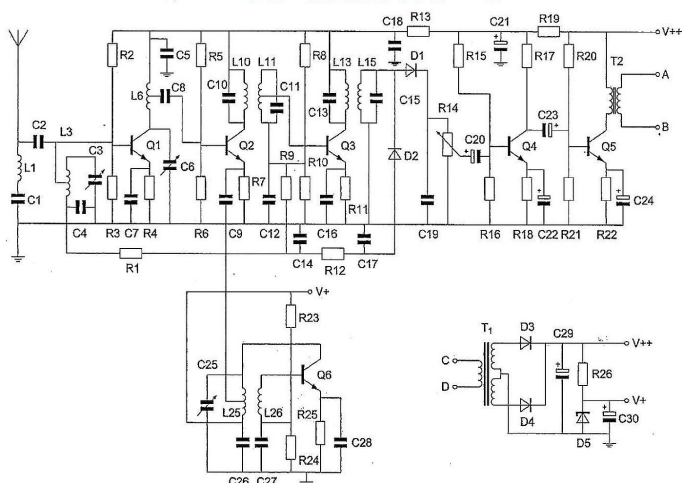 C18 R13 C21 R19 V++
R2 C5 R5 L10 L11 R8 L13 L15 D1 R15 R17 R20 T2
L6 C8 C10 C11 C13 C15 R14 A
C2 L3 C20 C23
C3 Q1 Q2 Q3 D2 Q4 Q5 B
L1 C6 R7 R9 R10 R11
C1 C4 C24
R3 C7 R4 R6 C9 C12 C16 C19 R16 R18 C22 R21 R22
C14 C17
R1 R12
V+
R23 T1 D3 C29 V++
C
C25 Q6 D R26
V+
L25 L26 R25 D4 C30
C28 D5
R24
C26 C27